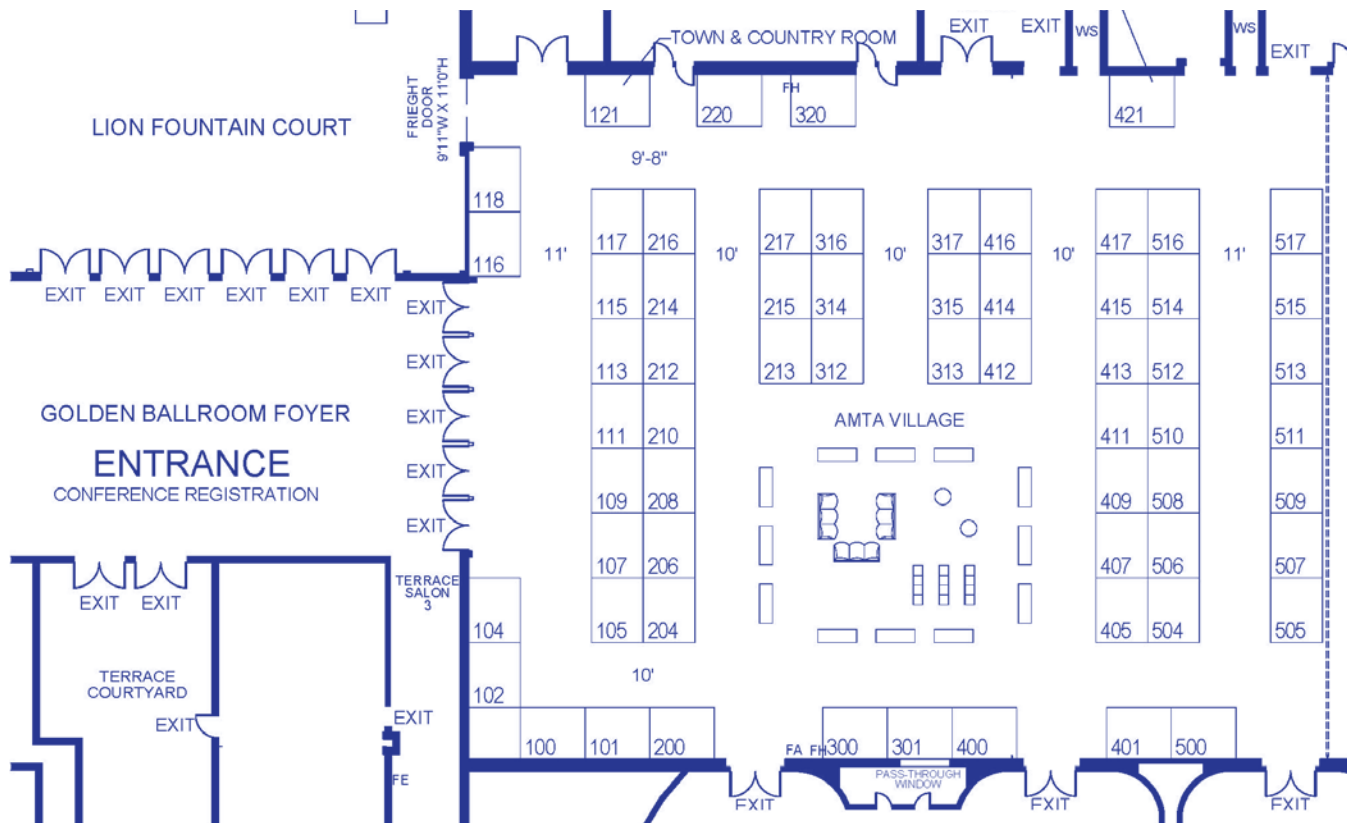 EXIT
EXIT
WS
WS
EXIT
TOWN & COUNTRY ROOM
FRIEGHT
DOOR
9'11"W X 11'0"H
FH
121
220
320
421
LION FOUNTAIN COURT
9'-8"
118
117
216
217
316
317
416
417
516
517
11'
10'
10'
10'
11'
116
EXIT
EXIT
EXIT
EXIT
EXIT
EXIT
EXIT
115
214
215
314
315
414
415
514
515
EXIT
113
212
213
312
313
412
413
512
513
GOLDEN BALLROOM FOYER
EXIT
AMTA VILLAGE
111
210
411
510
511
ENTRANCE
CONFERENCE REGISTRATION
EXIT
109
208
409
508
509
EXIT
107
206
407
506
507
TERRACE
SALON
3
EXIT
EXIT
104
105
204
405
504
505
TERRACE
COURTYARD
10'
102
EXIT
EXIT
100
101
200
FA
FH
300
301
400
401
500
FE
PASS-THROUGH
WINDOW
EXIT
EXIT
EXIT